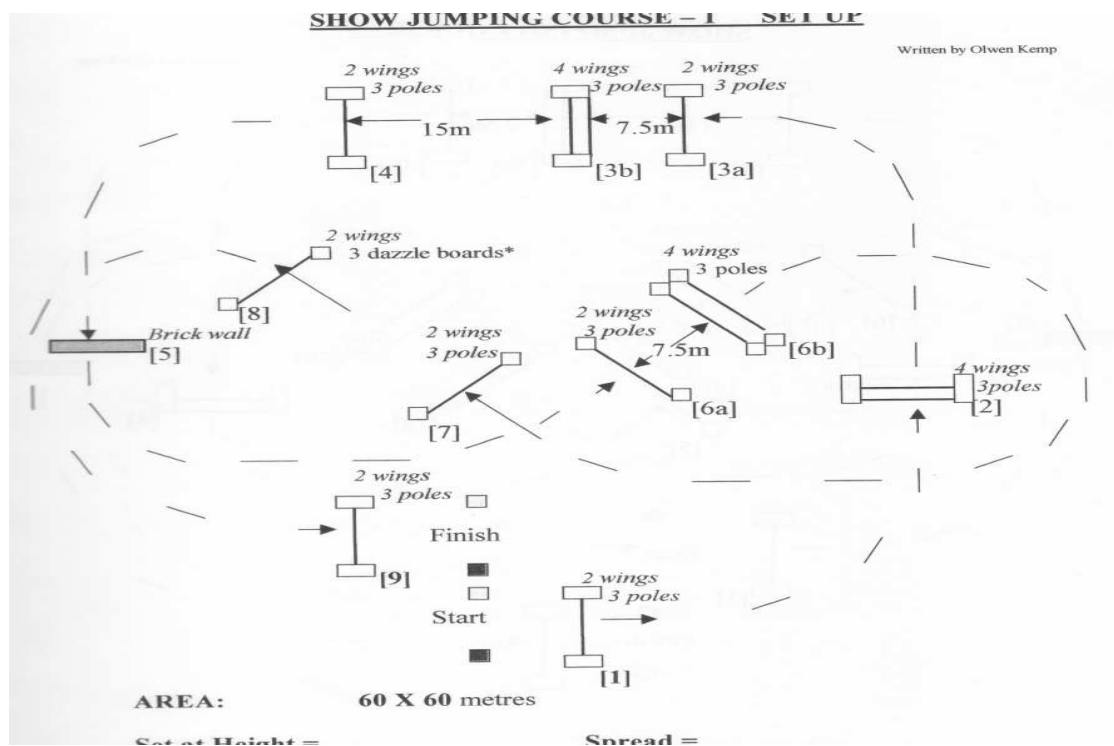 SHOW JUMPING COURSE – 1 SET UP
Written by Olwen Kemp
2 wings
3 poles
4 wings
3 poles
2 wings
3 poles
15m
7.5m
[4]
[3b]
[3a]
2 wings
3 dazzle boards*
[8]
4 wings
3 poles
Brick wall
[5]
2 wings
3 poles
[7]
2 wings
3 poles
7.5m
[6b]
[6a]
4 wings
3poles
[2]
2 wings
3 poles
[9]
Finish
Start
2 wings
3 poles
[1]
AREA: 60 X 60 metres
Set at Height = Spread =